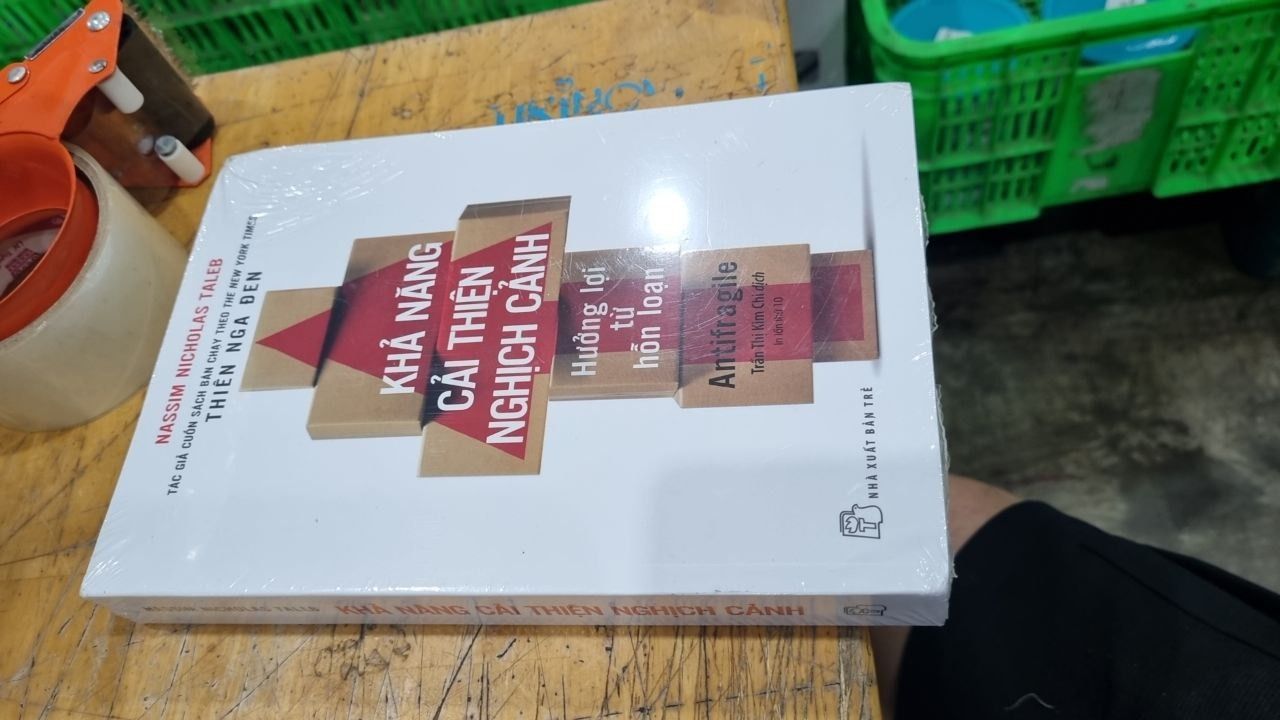 NASSIM NICHOLAS TALEB
TÁC GIẢ CUỐN SÁCH BÁN CHẠY THEO THE NEW YORK TIMES
THIÊN NGA ĐEN
KHẢ NĂNG
CẢI THIỆN
NGHỊCH CẢNH
Hưởng lợi
từ
hỗn loạn
Antifragile
Trần Thị Kim Chi dịch
In lần thứ 10
NHÀ XUẤT BẢN TRẺ
NASSIM NICHOLAS TALEB KHẢ NĂNG CẢI THIỆN NGHỊCH CẢNH